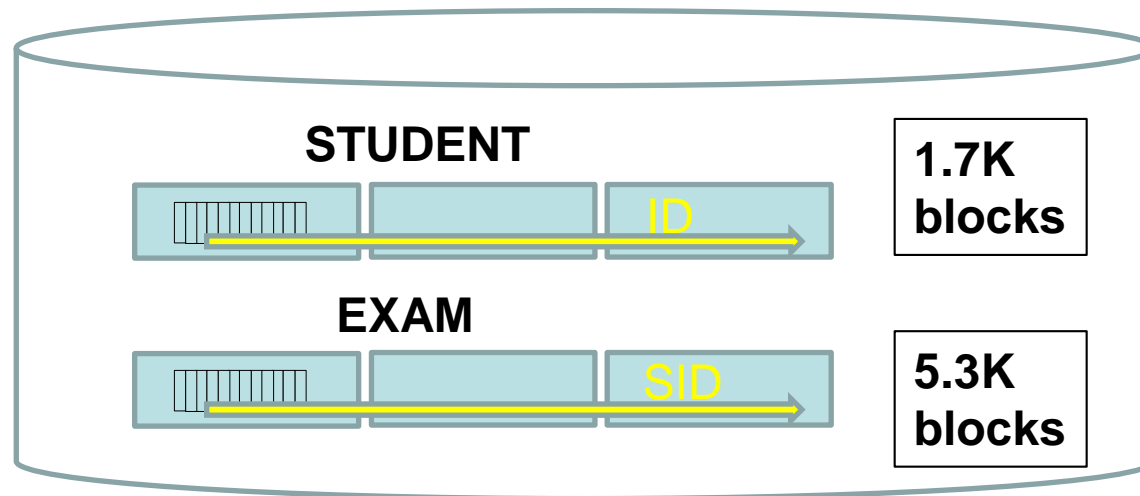 STUDENT
1.7K
blocks
ID
EXAM
5.3K
blocks
SID